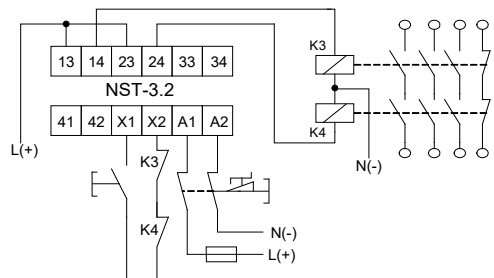 13 14 23 24 33 34
NST-3.2
41 42 X1 X2 A1 A2
L(+)
K3
K4
N(-)
K3
K4
N(-)
L(+)